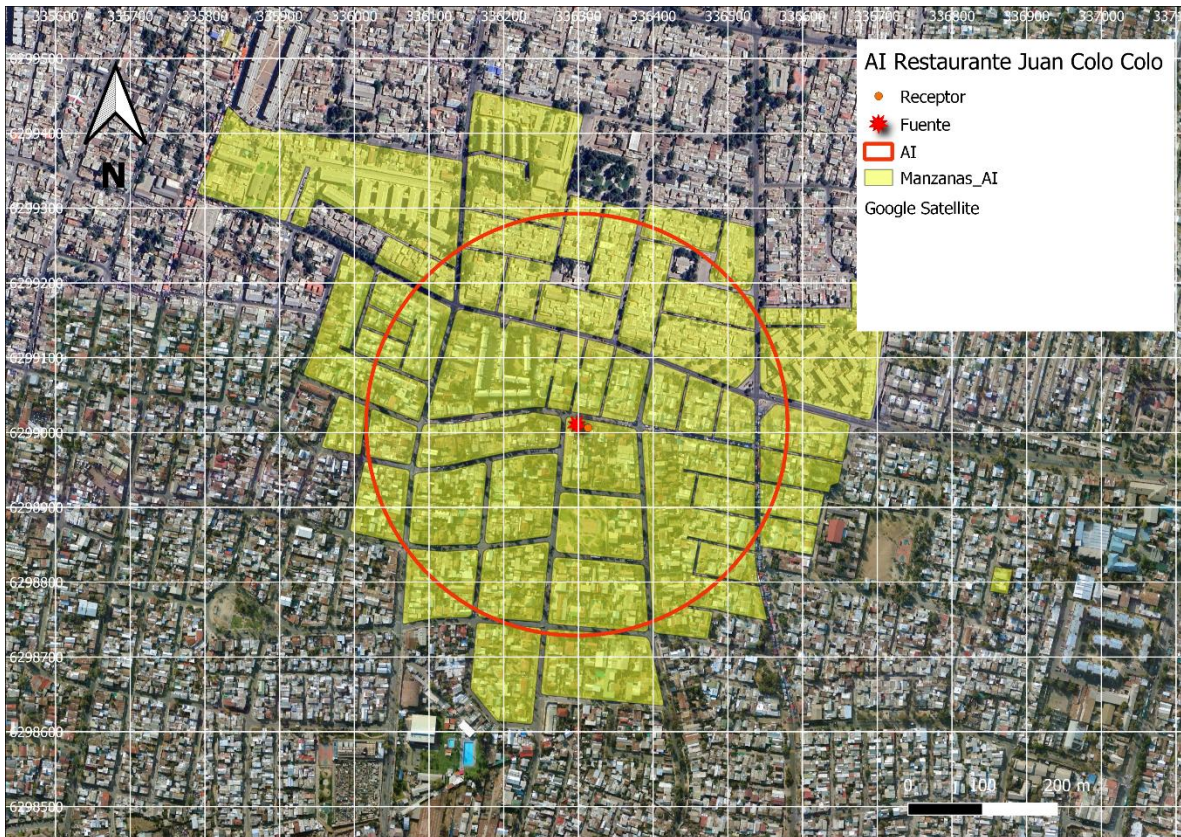 335600 335700 335800 335900 336000 336100 336200 336300 336400 336500 336600 336700 336800 336900 337000
6299500
6299400
6299300
6299200
6299100
6299000
6298900
6298800
6298700
6298600
6298500
N
AI Restaurante Juan Colo Colo
Receptor
Fuente
AI
Manzanas_AI
Google Satellite
0 100 200 m